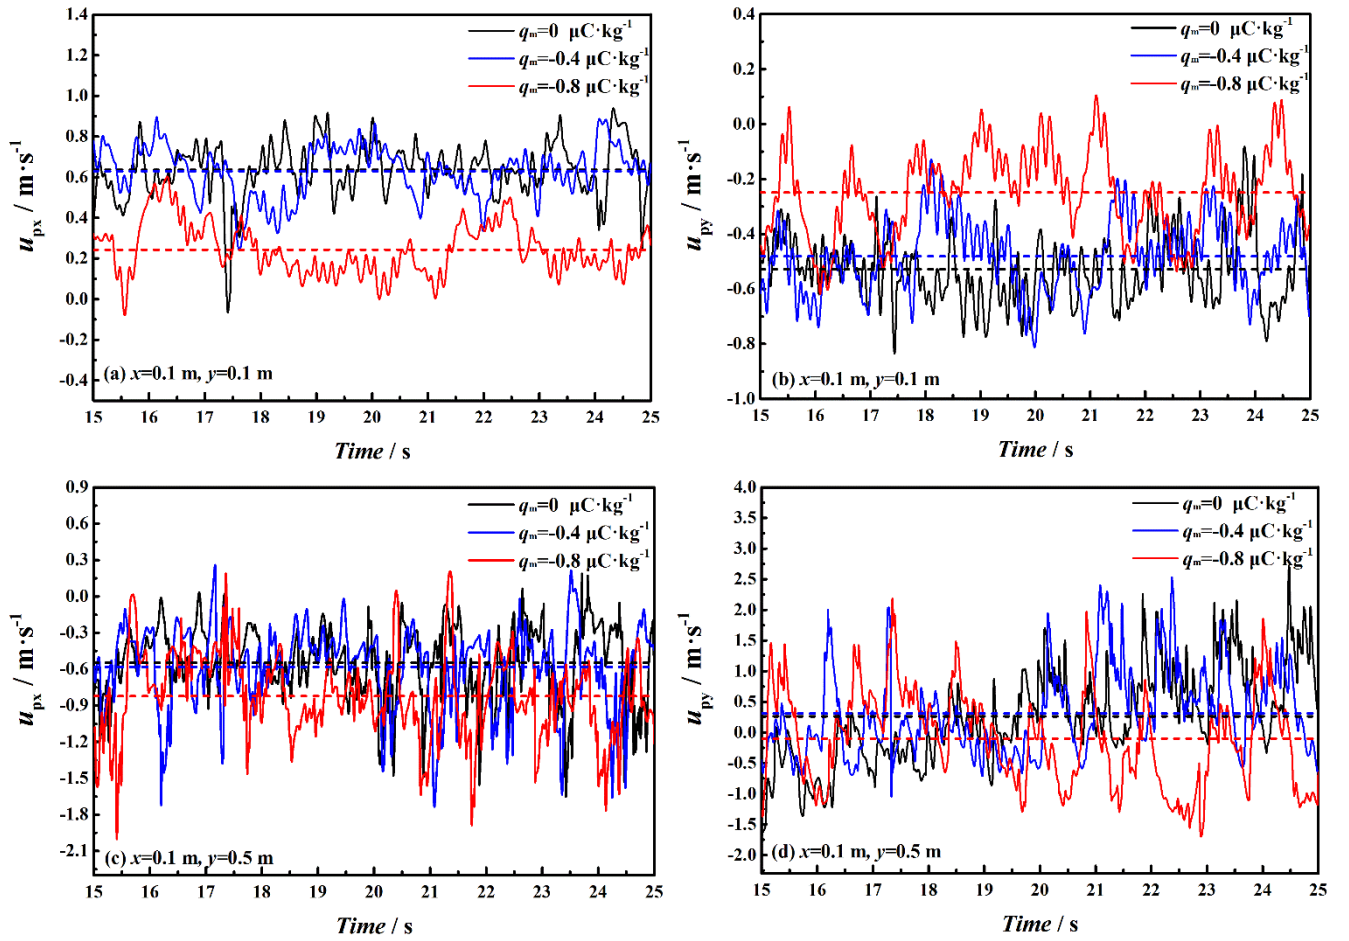 1.4
1.2
1.0
0.8
0.6
0.4
0.2
0.0
-0.2
-0.4
u_px / m·s⁻¹
q_m=0 μC·kg⁻¹
q_m=-0.4 μC·kg⁻¹
q_m=-0.8 μC·kg⁻¹
(a) x=0.1 m, y=0.1 m
15 16 17 18 19 20 21 22 23 24 25
Time / s
0.4
0.2
0.0
-0.2
-0.4
-0.6
-0.8
-1.0
u_py / m·s⁻¹
q_m=0 μC·kg⁻¹
q_m=-0.4 μC·kg⁻¹
q_m=-0.8 μC·kg⁻¹
(b) x=0.1 m, y=0.1 m
15 16 17 18 19 20 21 22 23 24 25
Time / s
0.9
0.6
0.3
0.0
-0.3
-0.6
-0.9
-1.2
-1.5
-1.8
-2.1
u_px / m·s⁻¹
q_m=0 μC·kg⁻¹
q_m=-0.4 μC·kg⁻¹
q_m=-0.8 μC·kg⁻¹
(c) x=0.1 m, y=0.5 m
15 16 17 18 19 20 21 22 23 24 25
Time / s
4.0
3.5
3.0
2.5
2.0
1.5
1.0
0.5
0.0
-0.5
-1.0
-1.5
-2.0
u_py / m·s⁻¹
q_m=0 μC·kg⁻¹
q_m=-0.4 μC·kg⁻¹
q_m=-0.8 μC·kg⁻¹
(d) x=0.1 m, y=0.5 m
15 16 17 18 19 20 21 22 23 24 25
Time / s